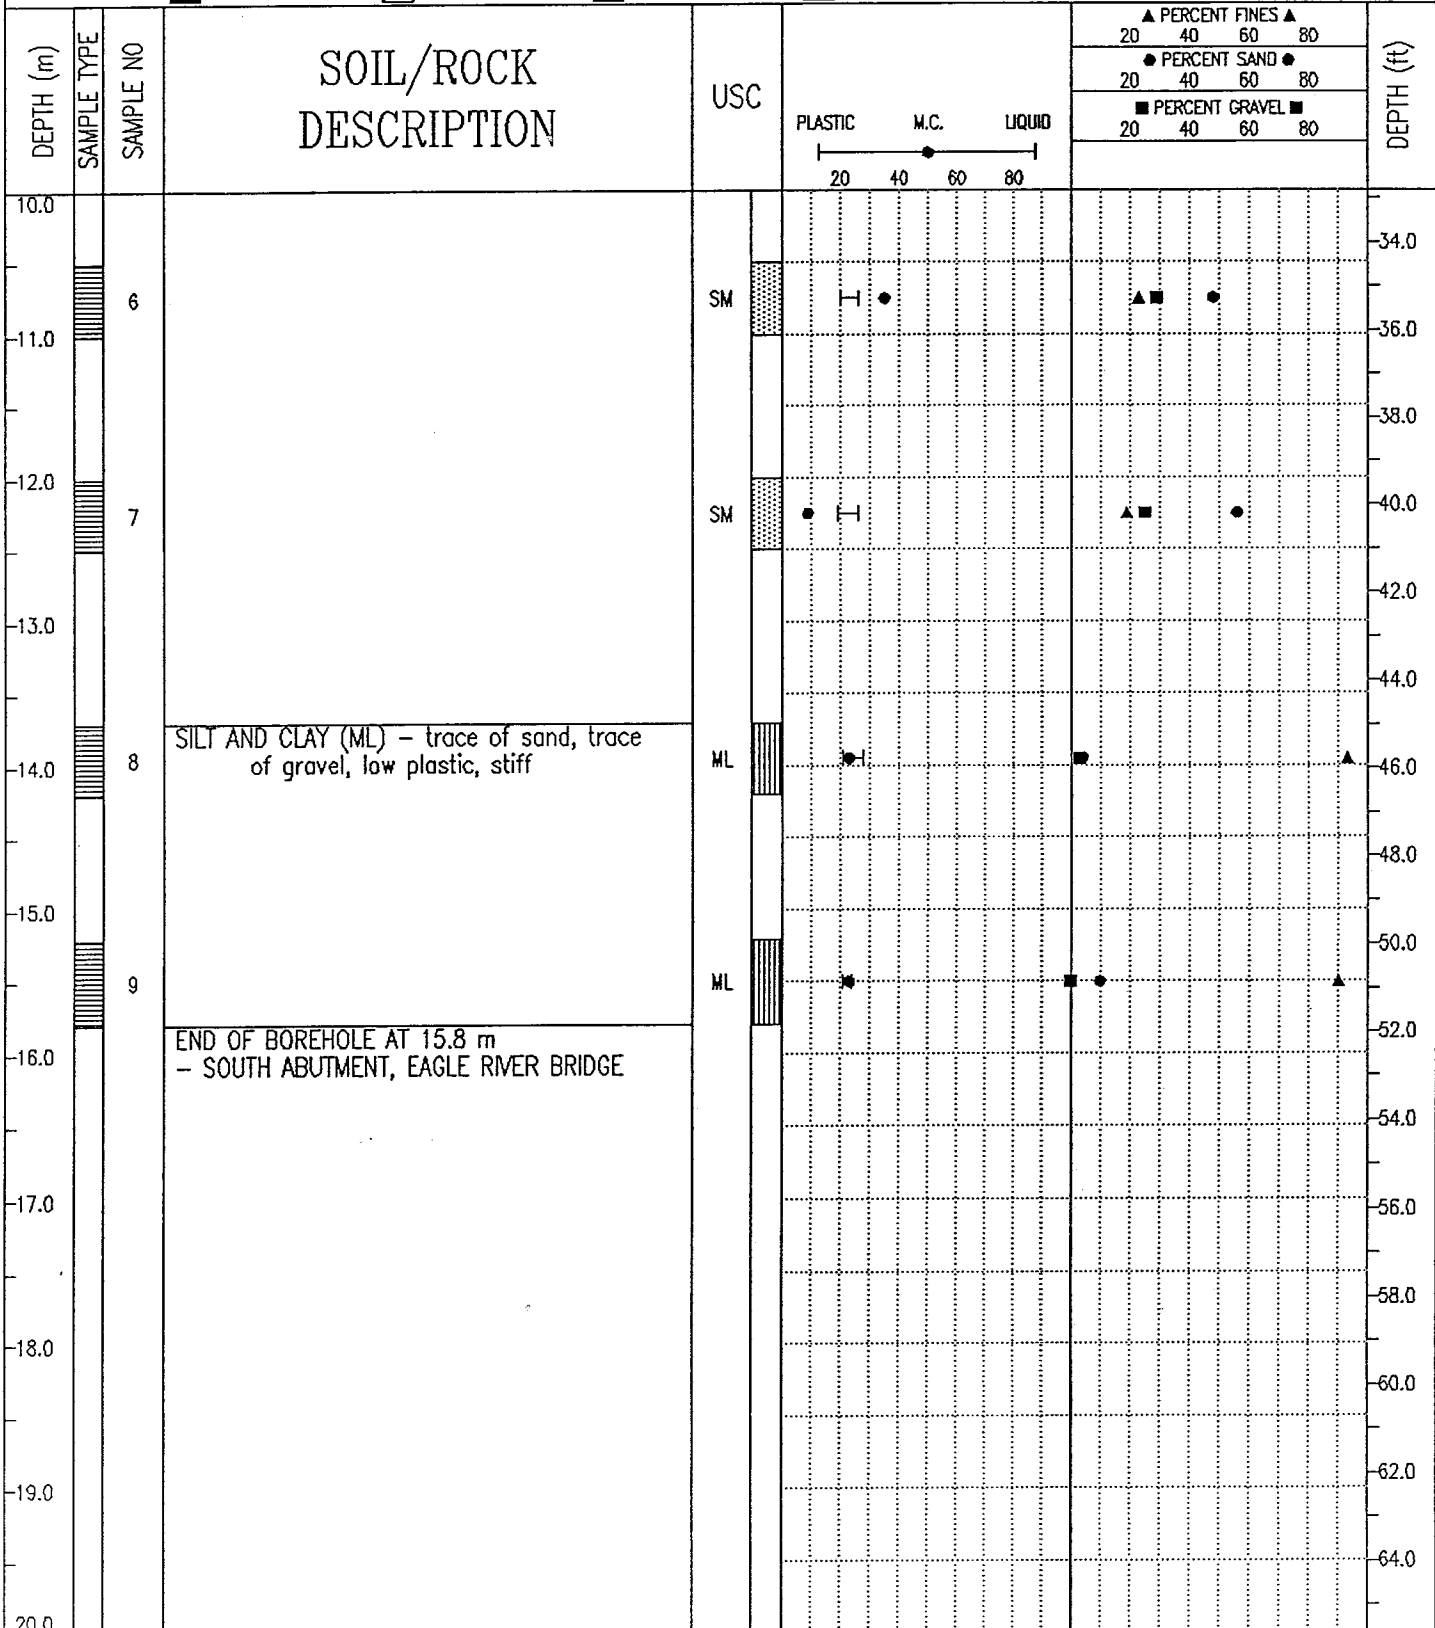 DEPTH (m)
SAMPLE TYPE
SAMPLE NO
SOIL/ROCK
DESCRIPTION
USC
PLASTIC M.C. LIQUID
20 40 60 80
▲ PERCENT FINES ▲
20 40 60 80
● PERCENT SAND ●
20 40 60 80
■ PERCENT GRAVEL ■
20 40 60 80
DEPTH (ft)
10.0
34.0
6 SM
11.0
36.0
38.0
12.0
40.0
7 SM
42.0
13.0
44.0
SILT AND CLAY (ML) – trace of sand, trace
of gravel, low plastic, stiff
8 ML
14.0
46.0
48.0
15.0
50.0
9 ML
52.0
END OF BOREHOLE AT 15.8 m
– SOUTH ABUTMENT, EAGLE RIVER BRIDGE
16.0
54.0
17.0
56.0
58.0
18.0
60.0
62.0
19.0
64.0
20.0